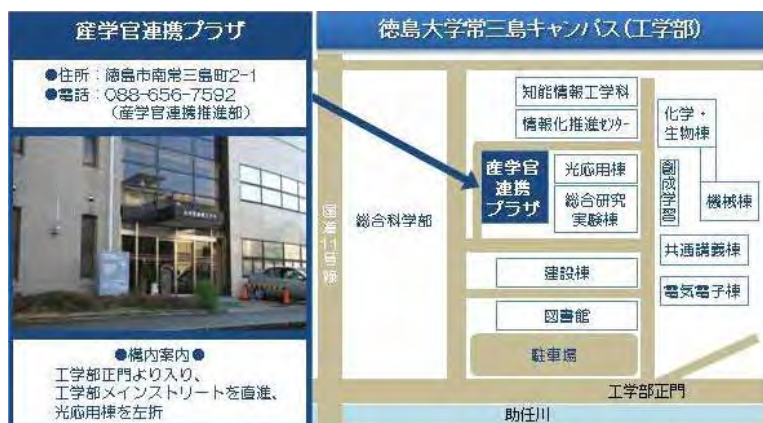 産学官連携プラザ
●住所：徳島市南常三島町2-1
●電話：088-656-7592
（産学官連携推進部）
●構内案内●
工学部正門より入り、
工学部メインストリートを直進、
光応用棟を左折
徳島大学常三島キャンパス（工学部）
知能情報工学科
情報化推進センター
産学官
連携
プラザ
光応用棟
総合研究
実験棟
化学・
生物棟
創成学習
機械棟
国道11号線
総合科学部
共通講義棟
建設棟
電気電子棟
図書館
駐車場
工学部正門
助任川